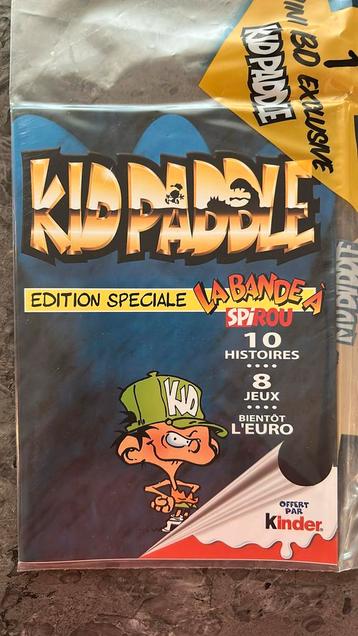 1
MINI BD EXCLUSIVE
KID PADDLE
KID PADDLE
EDITION SPECIALE
LA BANDE À
SPIROU
10
HISTOIRES
8
JEUX
BIENTÔT
L'EURO
KID
OFFERT
PAR
Kinder